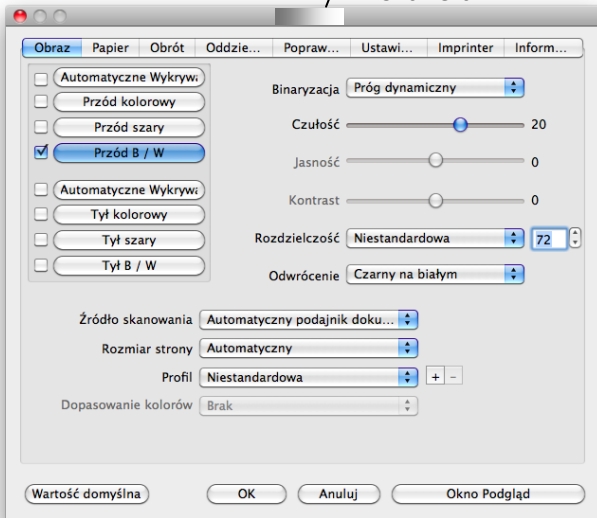 Obraz Papier Obrót Oddzie... Popraw... Ustawi... Imprinter Inform...
Automatyczne Wykryw
Przód kolorowy
Przód szary
Przód B / W
Automatyczne Wykryw
Tył kolorowy
Tył szary
Tył B / W
Binaryzacja Próg dynamiczny
Czułość 20
Jasność 0
Kontrast 0
Rozdzielczość Niestandardowa 72
Odwrócenie Czarny na białym
Źródło skanowania Automatyczny podajnik doku...
Rozmiar strony Automatyczny
Profil Niestandardowa + -
Dopasowanie kolorów Brak
Wartość domyślna OK Anuluj Okno Podgląd